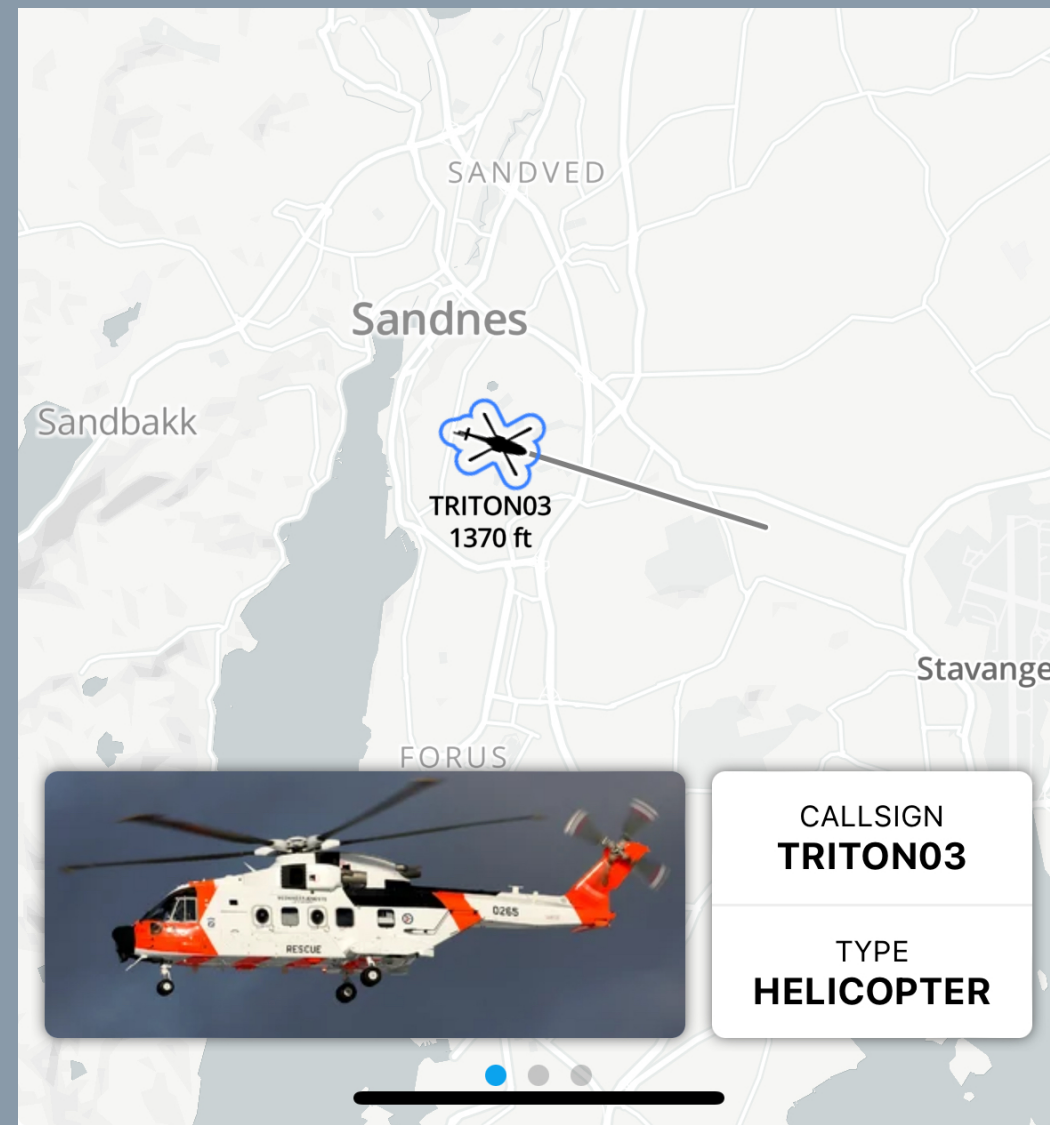 SANDVED
Sandnes
Sandbakk
TRITON03
1370 ft
Stavange
FORUS
CALLSIGN
TRITON03
TYPE
HELICOPTER
0265
RESCUE